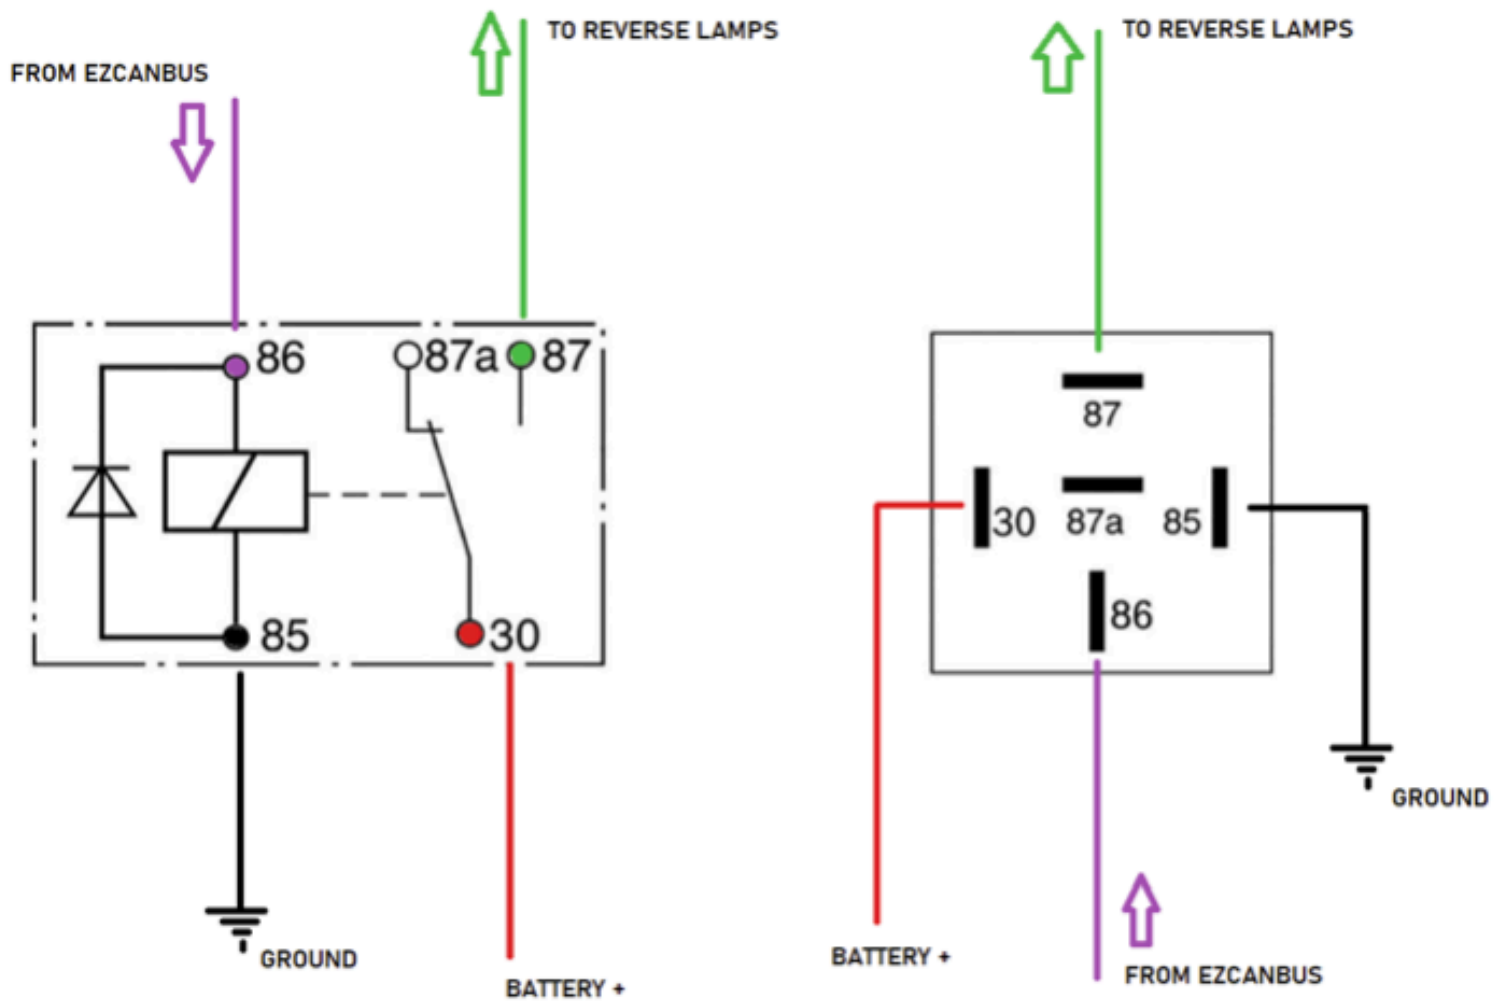 TO REVERSE LAMPS
FROM EZCANBUS
86
87a
87
85
30
GROUND
BATTERY +
TO REVERSE LAMPS
87
30
87a
85
86
GROUND
BATTERY +
FROM EZCANBUS